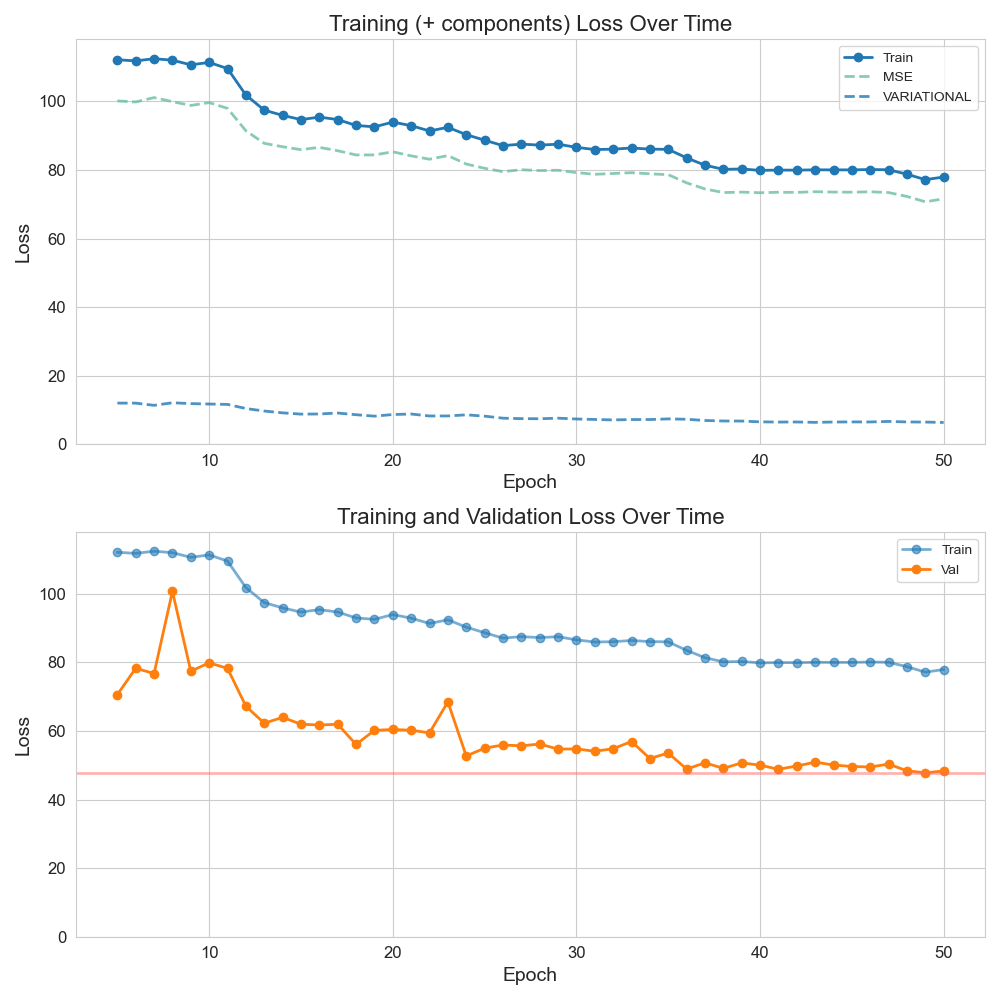 Training (+ components) Loss Over Time
Train
MSE
VARIATIONAL
100
80
60
40
20
0
Loss
10 20 30 40 50
Epoch
Training and Validation Loss Over Time
Train
Val
100
80
60
40
20
0
Loss
10 20 30 40 50
Epoch